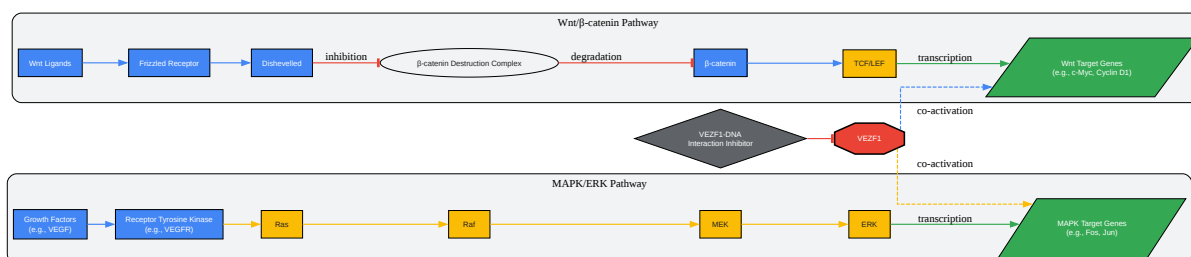 Wnt/β-catenin Pathway
Wnt Ligands
Frizzled Receptor
Dishevelled
inhibition
β-catenin Destruction Complex
degradation
β-catenin
TCF/LEF
transcription
Wnt Target Genes
(e.g., c-Myc, Cyclin D1)
co-activation
VEZF1-DNA
Interaction Inhibitor
VEZF1
co-activation
MAPK/ERK Pathway
Growth Factors
(e.g., VEGF)
Receptor Tyrosine Kinase
(e.g., VEGFR)
Ras
Raf
MEK
ERK
transcription
MAPK Target Genes
(e.g., Fos, Jun)